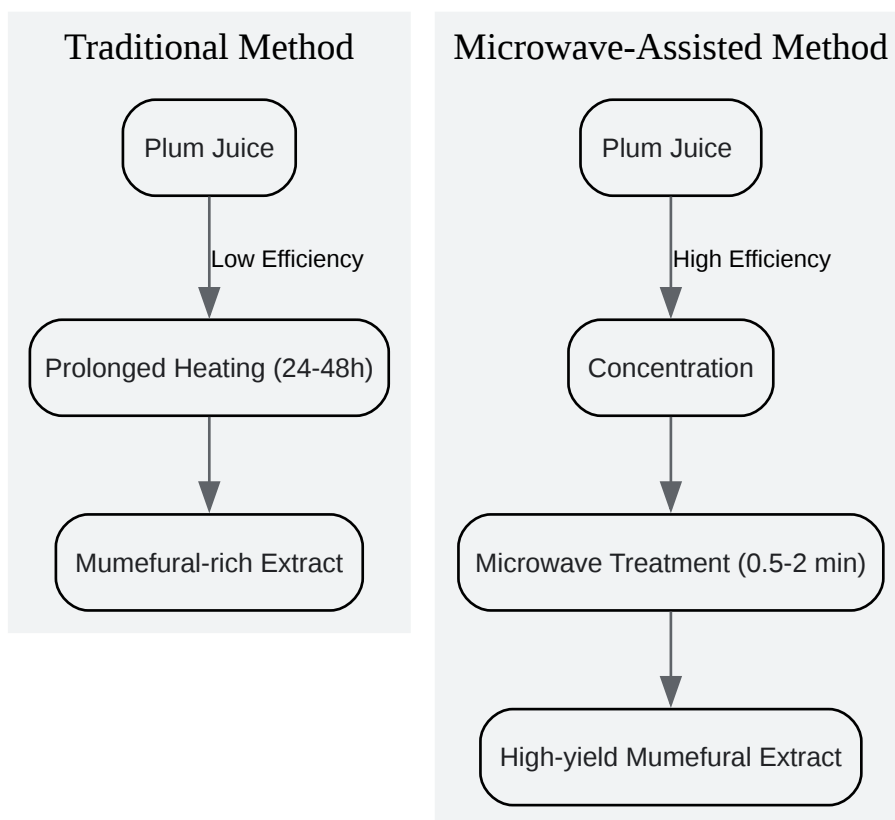 Traditional Method
Plum Juice
Low Efficiency
Prolonged Heating (24-48h)
Mumefural-rich Extract
Microwave-Assisted Method
Plum Juice
High Efficiency
Concentration
Microwave Treatment (0.5-2 min)
High-yield Mumefural Extract